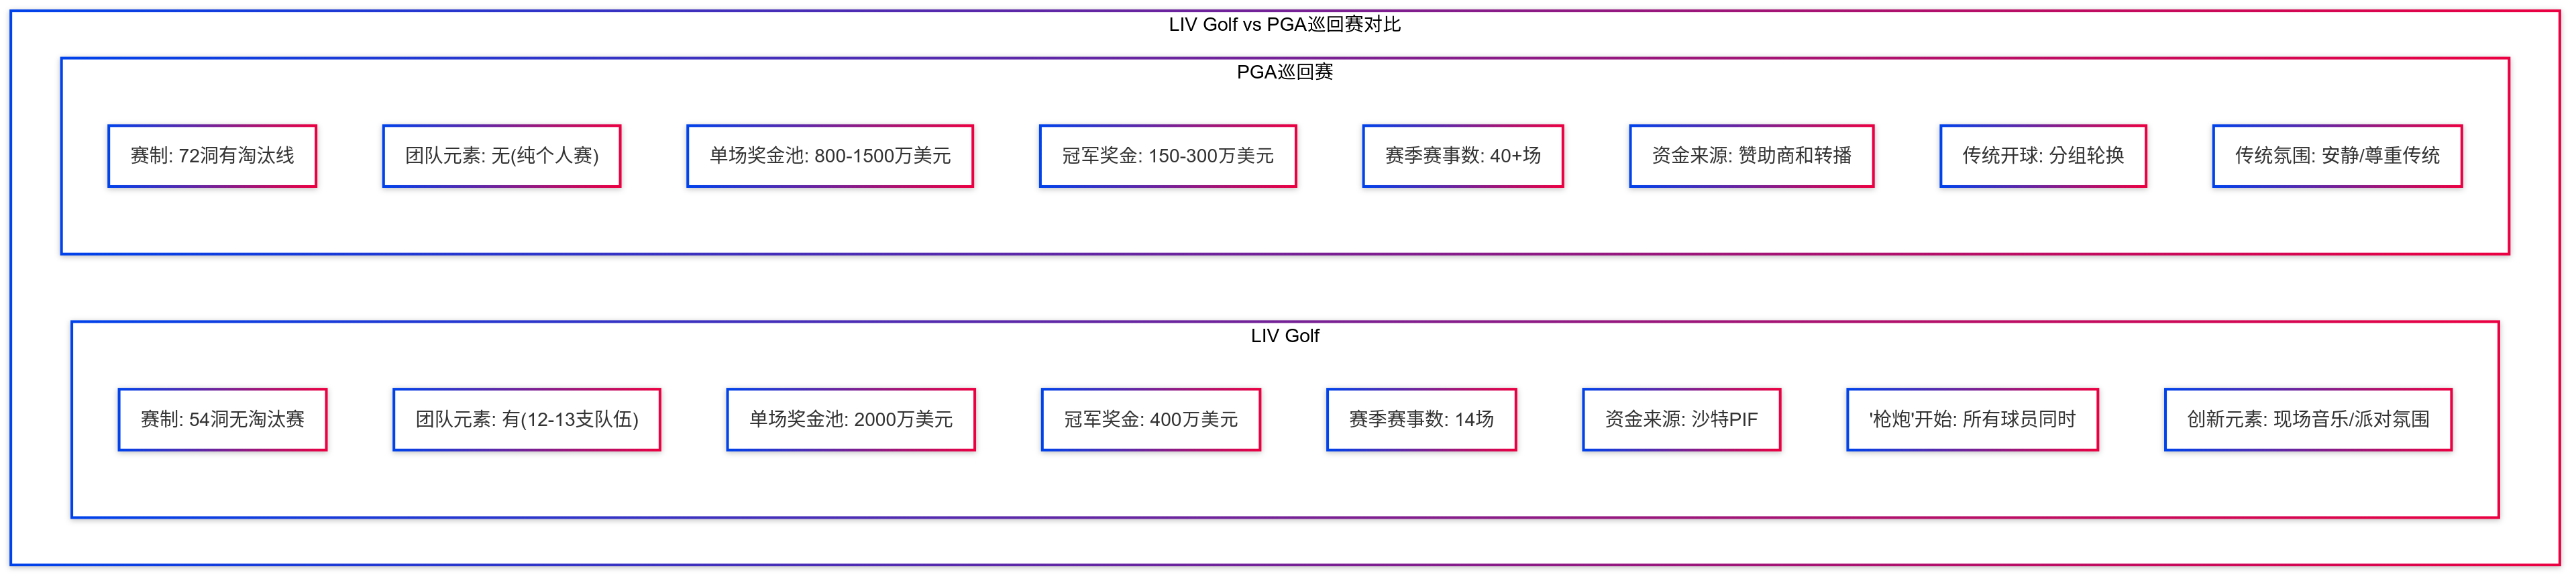 LIV Golf vs PGA巡回赛对比
PGA巡回赛
赛制: 72洞有淘汰线
团队元素: 无(纯个人赛)
单场奖金池: 800-1500万美元
冠军奖金: 150-300万美元
赛季赛事数: 40+场
资金来源: 赞助商和转播
传统开球: 分组轮换
传统氛围: 安静/尊重传统
LIV Golf
赛制: 54洞无淘汰赛
团队元素: 有(12-13支队伍)
单场奖金池: 2000万美元
冠军奖金: 400万美元
赛季赛事数: 14场
资金来源: 沙特PIF
'枪炮'开始: 所有球员同时
创新元素: 现场音乐/派对氛围